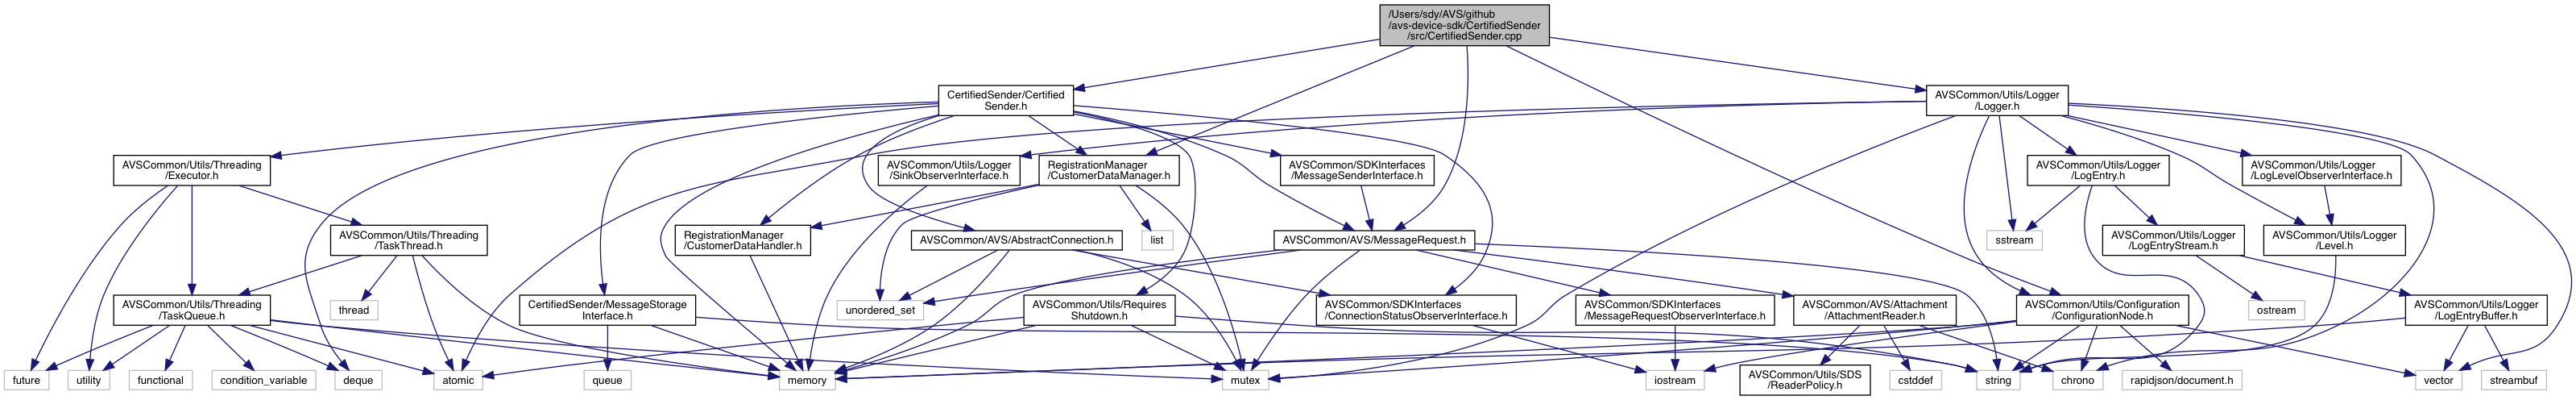 /Users/sdy/AVS/github
/avs-device-sdk/CertifiedSender
/src/CertifiedSender.cpp
CertifiedSender/Certified
Sender.h
AVSCommon/Utils/Logger
/Logger.h
AVSCommon/Utils/Threading
/Executor.h
AVSCommon/Utils/Logger
/SinkObserverInterface.h
RegistrationManager
/CustomerDataManager.h
AVSCommon/SDKInterfaces
/MessageSenderInterface.h
AVSCommon/Utils/Logger
/LogEntry.h
AVSCommon/Utils/Logger
/LogLevelObserverInterface.h
AVSCommon/Utils/Threading
/TaskThread.h
RegistrationManager
/CustomerDataHandler.h
AVSCommon/AVS/AbstractConnection.h
list
AVSCommon/AVS/MessageRequest.h
sstream
AVSCommon/Utils/Logger
/LogEntryStream.h
AVSCommon/Utils/Logger
/Level.h
AVSCommon/Utils/Threading
/TaskQueue.h
thread
CertifiedSender/MessageStorage
Interface.h
unordered_set
AVSCommon/Utils/Requires
Shutdown.h
AVSCommon/SDKInterfaces
/ConnectionStatusObserverInterface.h
AVSCommon/SDKInterfaces
/MessageRequestObserverInterface.h
AVSCommon/AVS/Attachment
/AttachmentReader.h
AVSCommon/Utils/Configuration
/ConfigurationNode.h
ostream
AVSCommon/Utils/Logger
/LogEntryBuffer.h
future
utility
functional
condition_variable
deque
atomic
queue
memory
mutex
iostream
AVSCommon/Utils/SDS
/ReaderPolicy.h
cstddef
string
chrono
rapidjson/document.h
vector
streambuf